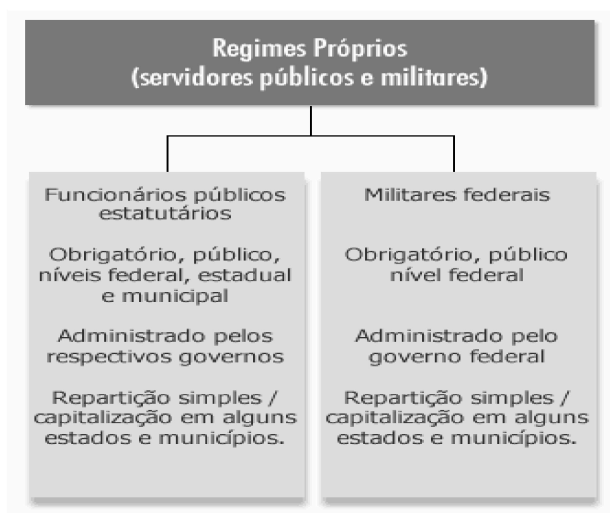 Regimes Próprios
(servidores públicos e militares)
Funcionários públicos
estatutários
Obrigatório, público,
níveis federal, estadual
e municipal
Administrado pelos
respectivos governos
Repartição simples /
capitalização em alguns
estados e municípios.
Militares federais
Obrigatório, público
nível federal
Administrado pelo
governo federal
Repartição simples /
capitalização em alguns
estados e municípios.